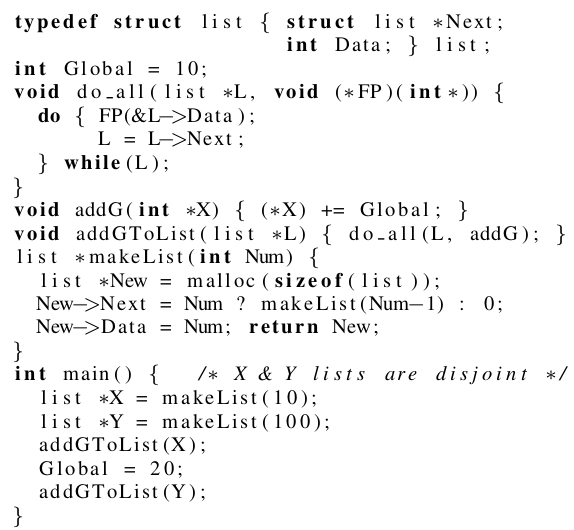 typedef struct list { struct list *Next;
                      int Data; } list;
int Global = 10;
void do_all(list *L, void (*FP)(int*)) {
  do { FP(&L->Data);
       L = L->Next;
  } while(L);
}
void addG(int *X) { (*X) += Global; }
void addGToList(list *L) { do_all(L, addG); }
list *makeList(int Num) {
  list *New = malloc(sizeof(list));
  New->Next = Num ? makeList(Num-1) : 0;
  New->Data = Num; return New;
}
int main() {   /* X & Y lists are disjoint */
  list *X = makeList(10);
  list *Y = makeList(100);
  addGToList(X);
  Global = 20;
  addGToList(Y);
}